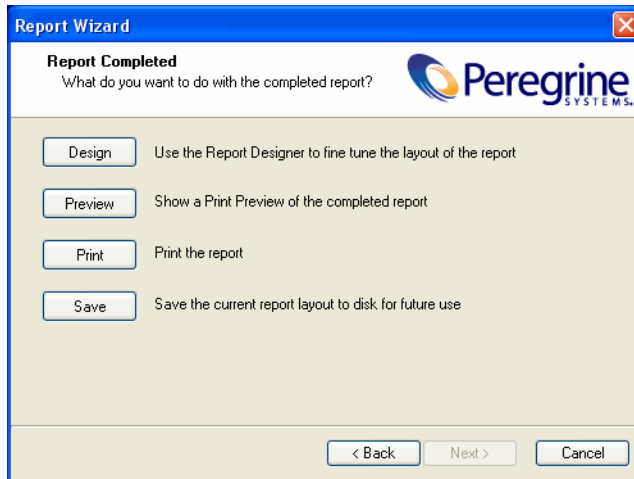 Report Wizard
Report Completed
What do you want to do with the completed report?
Peregrine
SYSTEMS.
Design Use the Report Designer to fine tune the layout of the report
Preview Show a Print Preview of the completed report
Print Print the report
Save Save the current report layout to disk for future use
< Back Next > Cancel